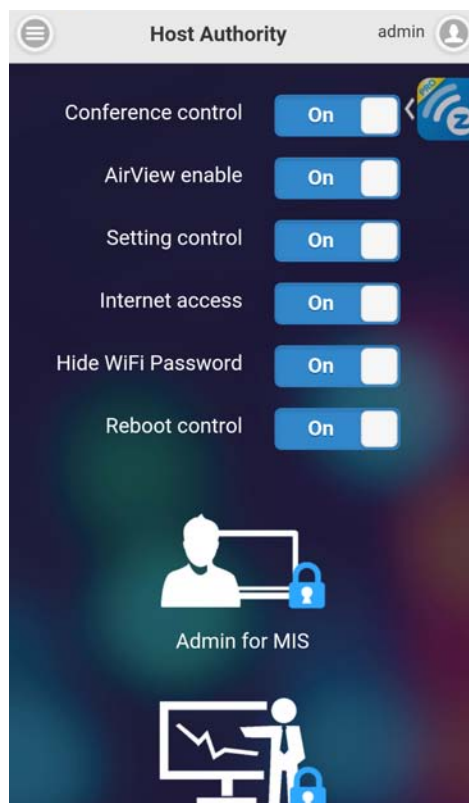 Host Authority
admin
PRO
Conference control On
AirView enable On
Setting control On
Internet access On
Hide WiFi Password On
Reboot control On
Admin for MIS